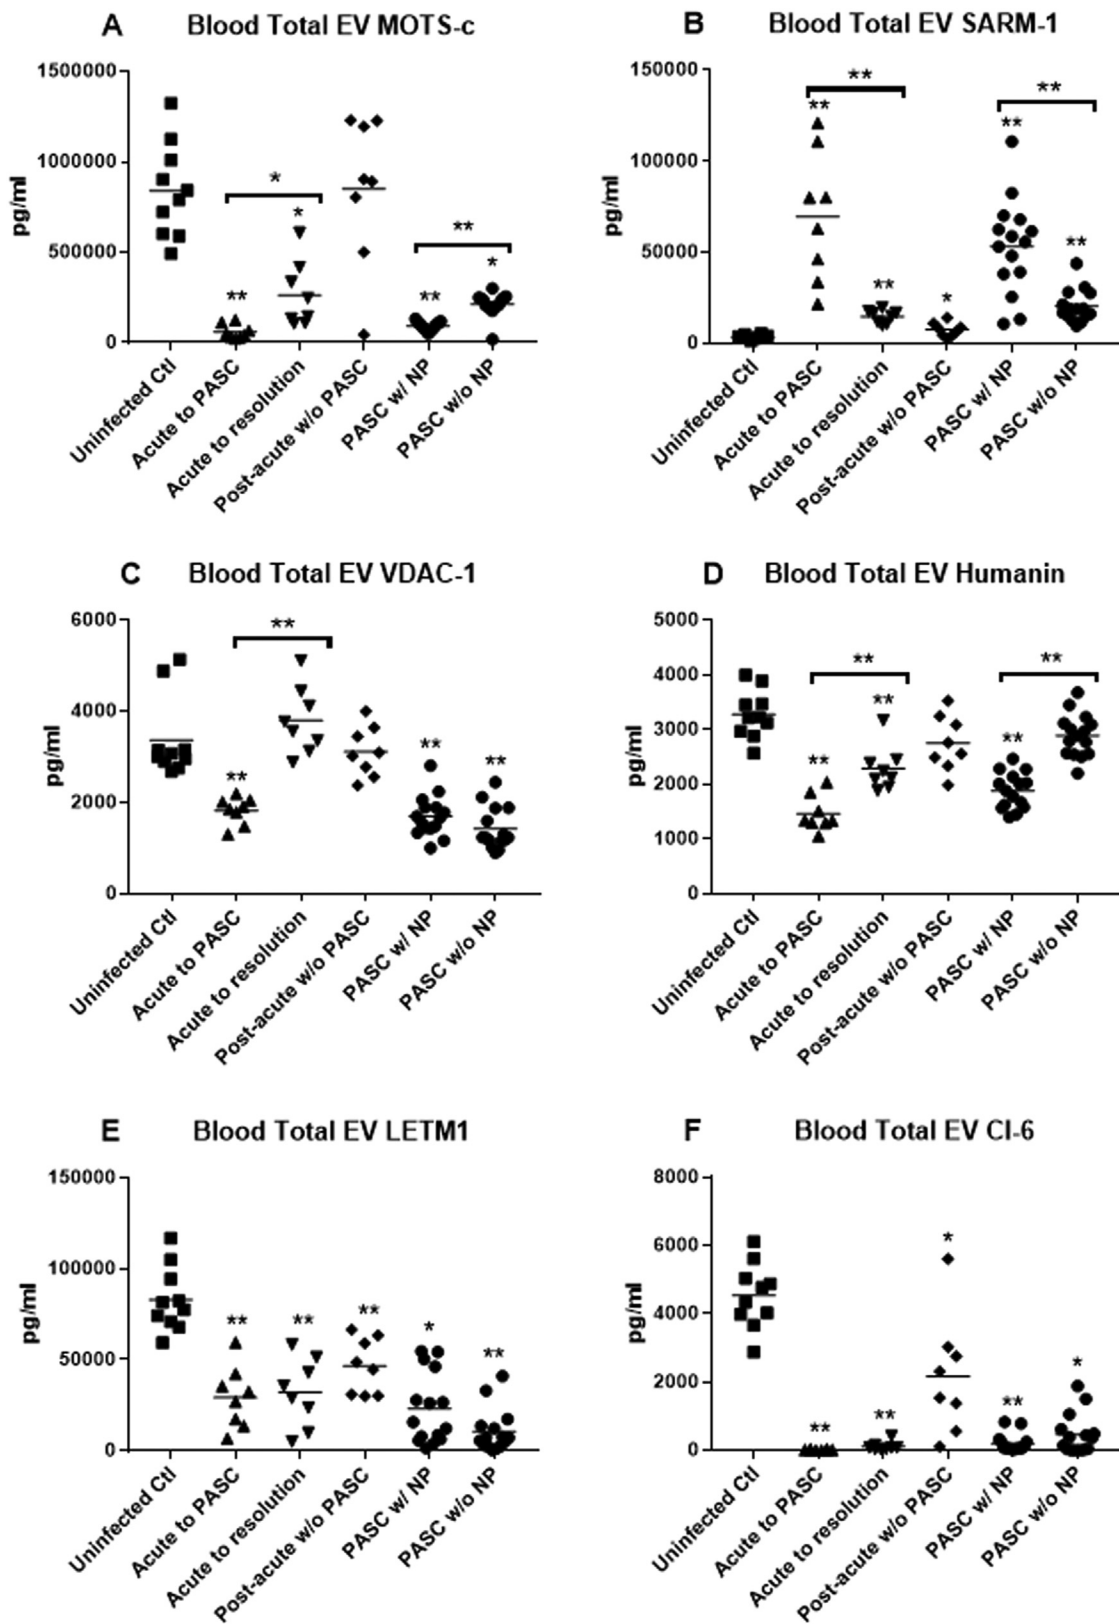 A Blood Total EV MOTS-c
pg/ml
1500000
1000000
500000
0
*
*
**
**
**
*
Uninfected Ctl
Acute to PASC
Acute to resolution
Post-acute w/o PASC
PASC w/ NP
PASC w/o NP
B Blood Total EV SARM-1
pg/ml
150000
100000
50000
0
**
**
**
**
**
*
**
Uninfected Ctl
Acute to PASC
Acute to resolution
Post-acute w/o PASC
PASC w/ NP
PASC w/o NP
C Blood Total EV VDAC-1
pg/ml
6000
4000
2000
0
**
**
**
**
Uninfected Ctl
Acute to PASC
Acute to resolution
Post-acute w/o PASC
PASC w/ NP
PASC w/o NP
D Blood Total EV Humanin
pg/ml
5000
4000
3000
2000
1000
0
**
**
**
**
**
Uninfected Ctl
Acute to PASC
Acute to resolution
Post-acute w/o PASC
PASC w/ NP
PASC w/o NP
E Blood Total EV LETM1
pg/ml
150000
100000
50000
0
**
**
**
*
**
Uninfected Ctl
Acute to PASC
Acute to resolution
Post-acute w/o PASC
PASC w/ NP
PASC w/o NP
F Blood Total EV CI-6
pg/ml
8000
6000
4000
2000
0
**
**
*
**
*
Uninfected Ctl
Acute to PASC
Acute to resolution
Post-acute w/o PASC
PASC w/ NP
PASC w/o NP